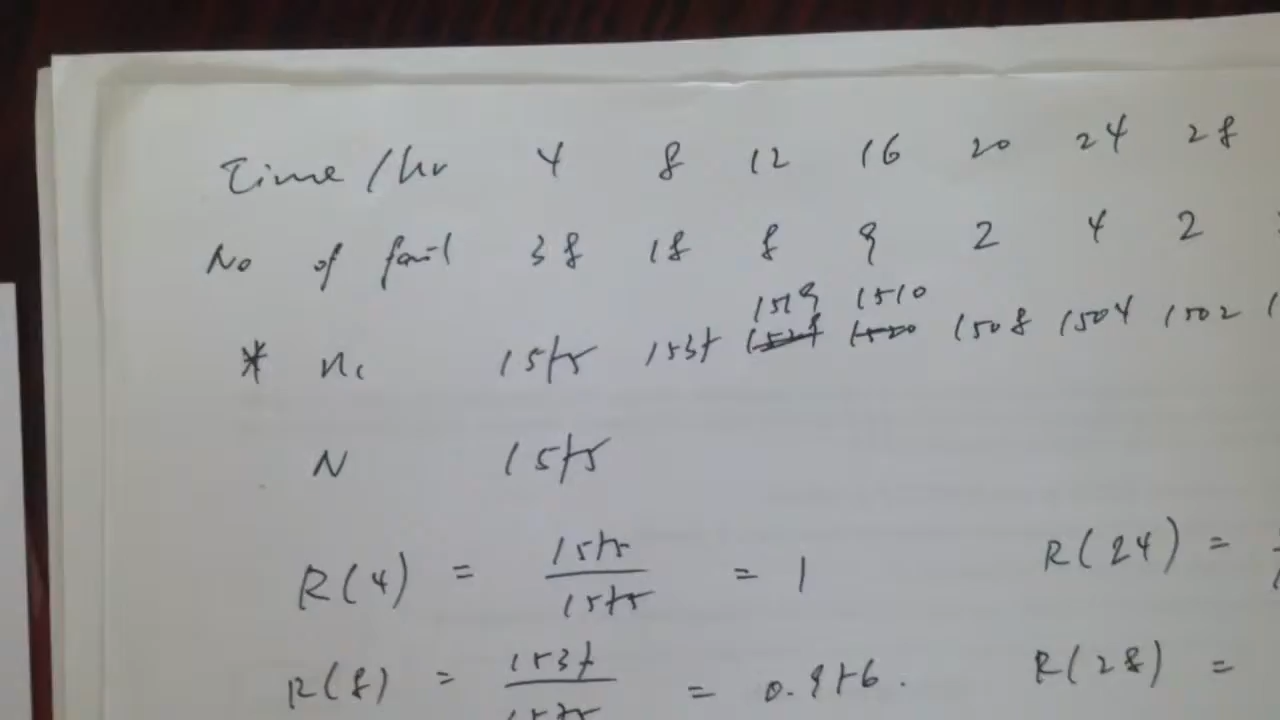 Time/hr 4 8 12 16 20 24 28
No of fail 38 18 8 9 2 4 2
1519 1510
* ni 1575 1537 1520 1508 1504 1502
N 1575
R(4) = 1575/1575 = 1 R(24) =
R(8) = 1537/1575 = 0.976. R(28) =